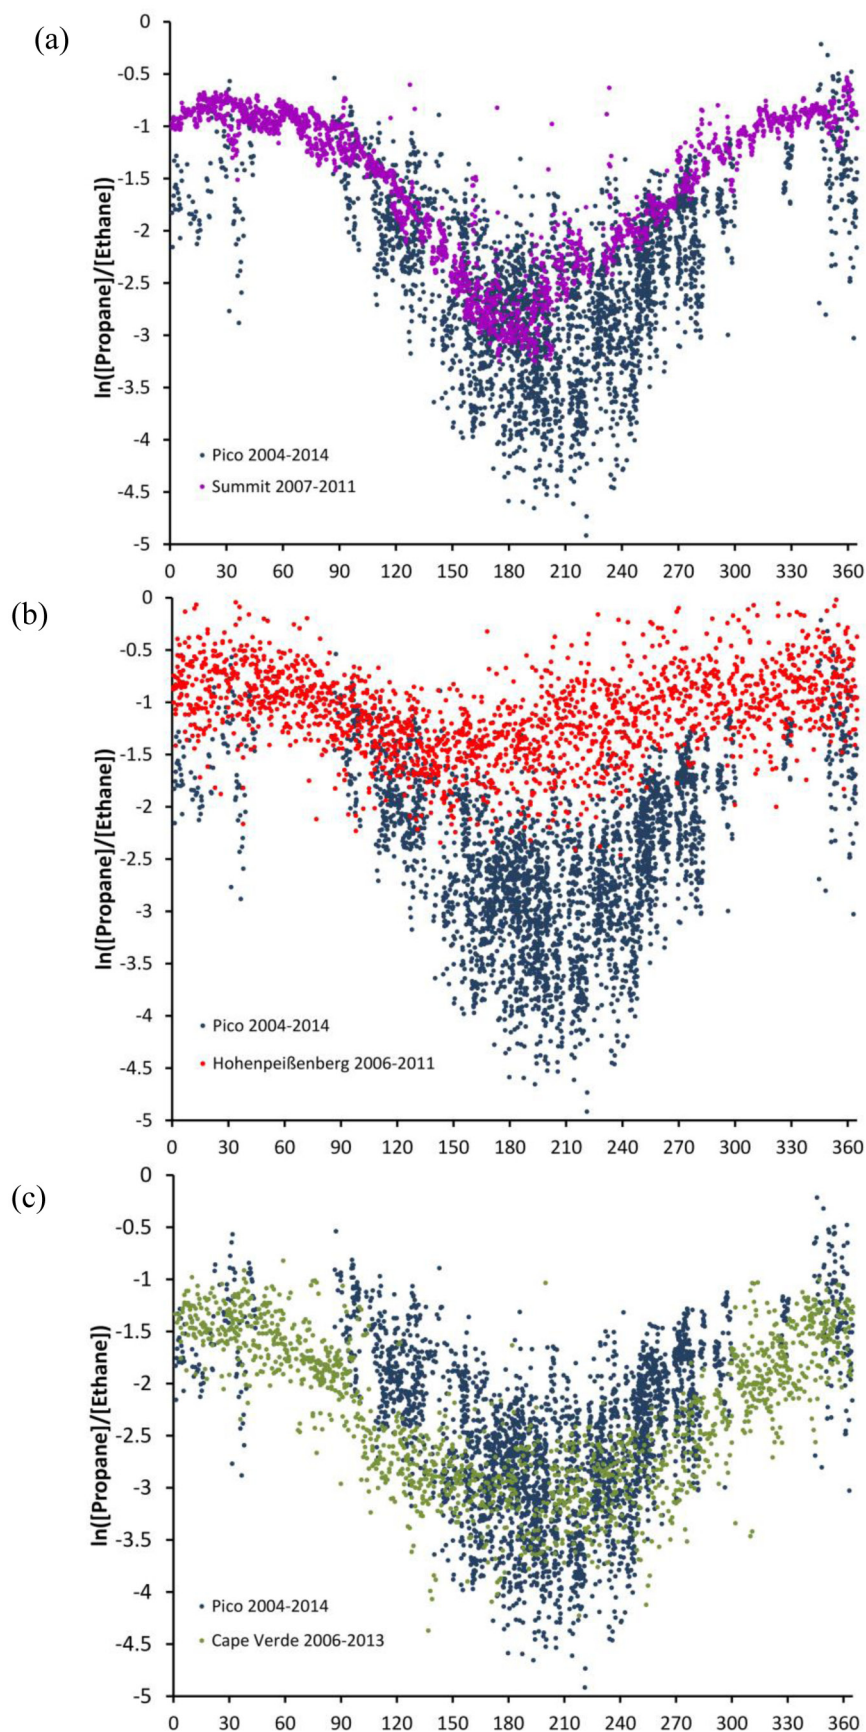 (a)
0
-0.5
-1
-1.5
-2
-2.5
-3
-3.5
-4
-4.5
-5
ln([Propane]/[Ethane])
Pico 2004-2014
Summit 2007-2011
0 30 60 90 120 150 180 210 240 270 300 330 360
(b)
0
-0.5
-1
-1.5
-2
-2.5
-3
-3.5
-4
-4.5
-5
ln([Propane]/[Ethane])
Pico 2004-2014
Hohenpeißenberg 2006-2011
0 30 60 90 120 150 180 210 240 270 300 330 360
(c)
0
-0.5
-1
-1.5
-2
-2.5
-3
-3.5
-4
-4.5
-5
ln([Propane]/[Ethane])
Pico 2004-2014
Cape Verde 2006-2013
0 30 60 90 120 150 180 210 240 270 300 330 360